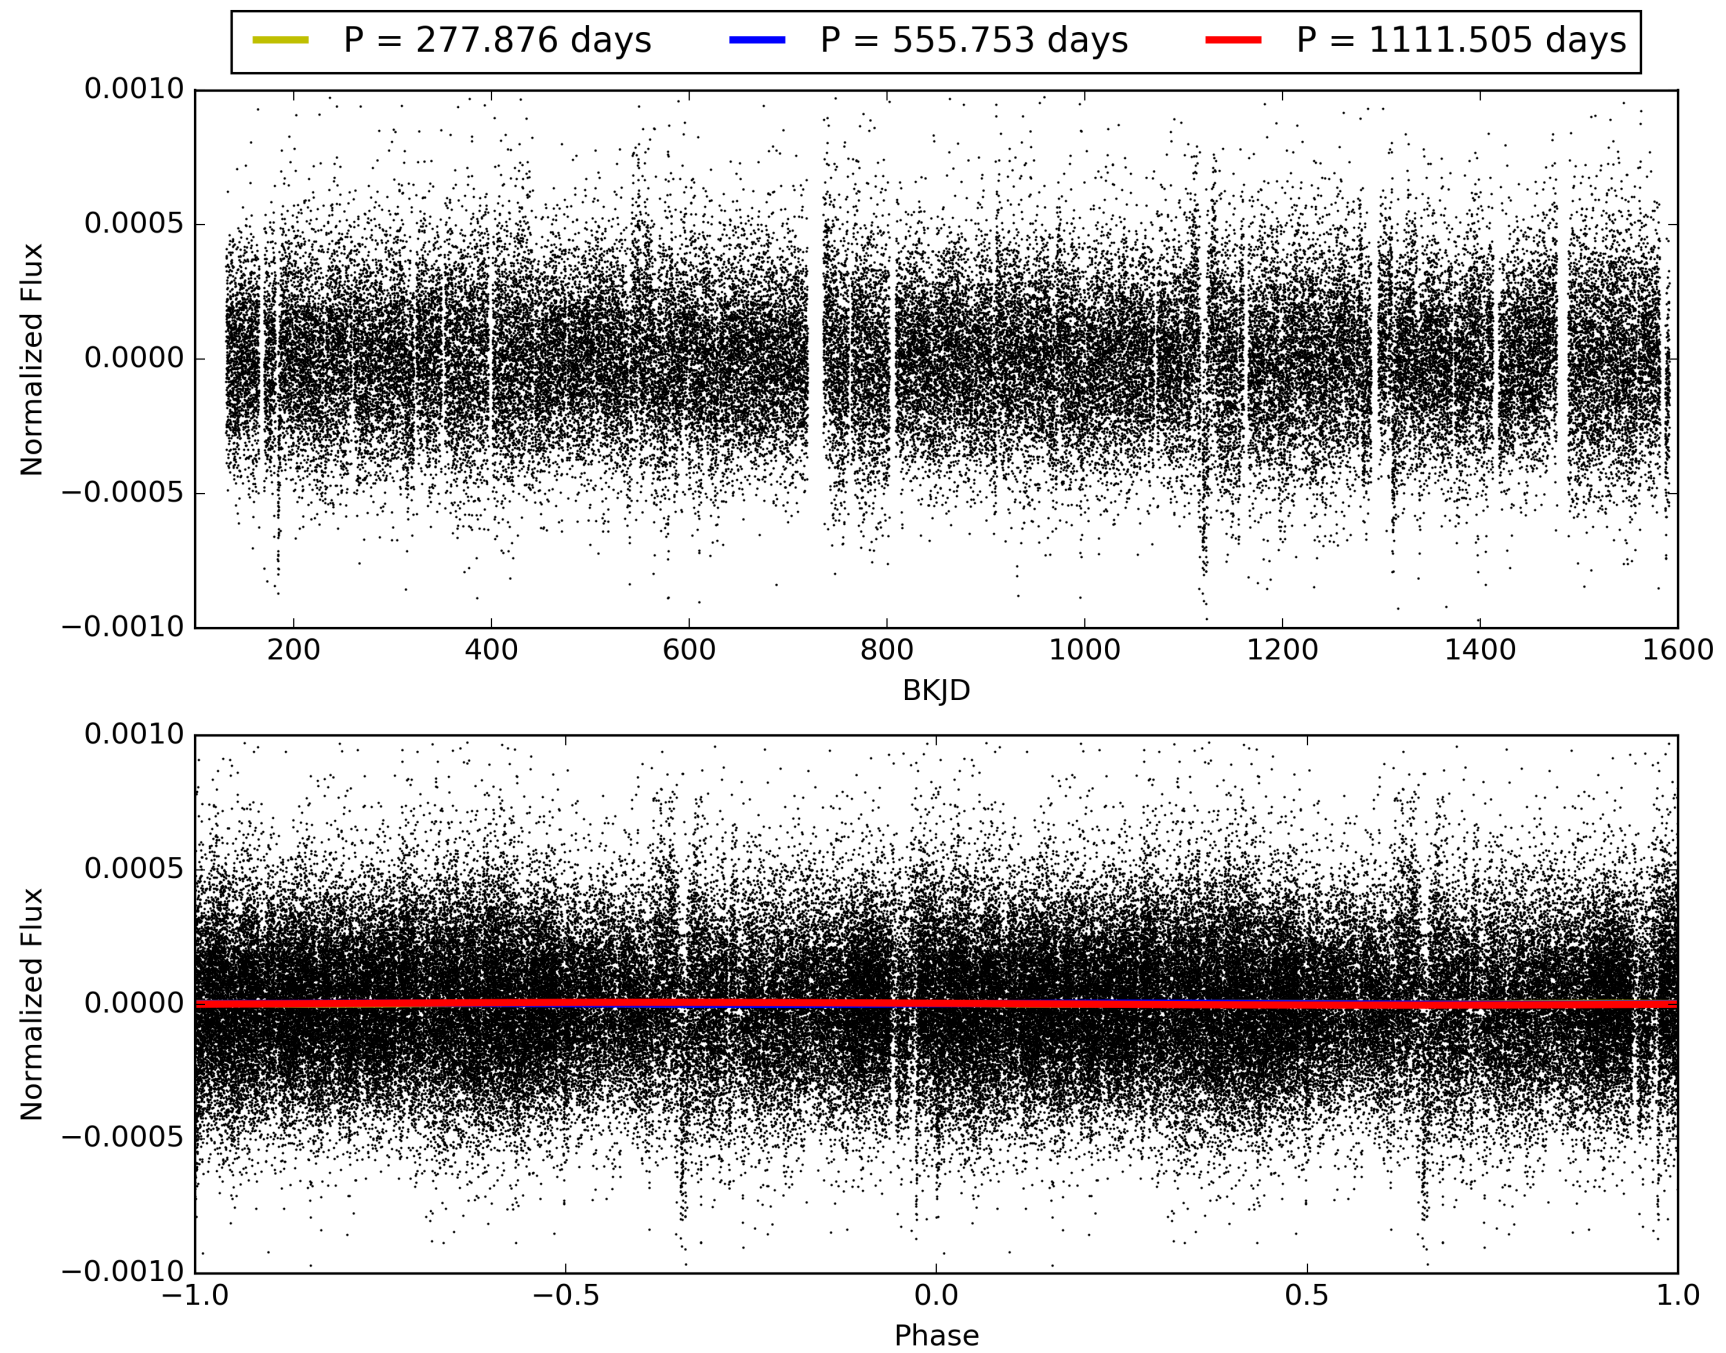 P = 277.876 days P = 555.753 days P = 1111.505 days
0.0010
0.0005
0.0000
−0.0005
−0.0010
Normalized Flux
200 400 600 800 1000 1200 1400 1600
BKJD
0.0010
0.0005
0.0000
−0.0005
−0.0010
Normalized Flux
−1.0 −0.5 0.0 0.5 1.0
Phase